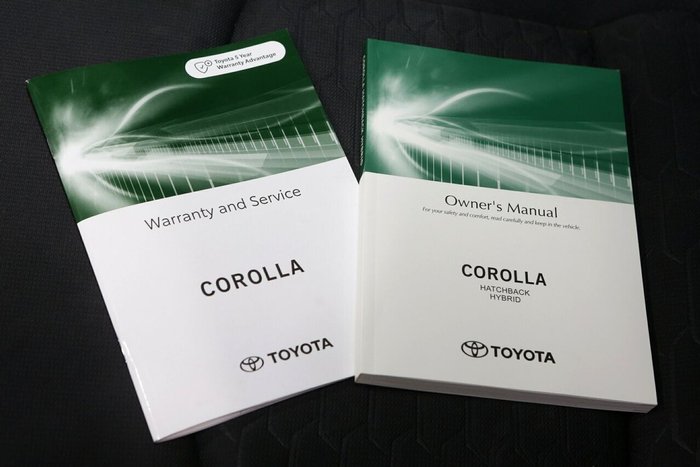 Toyota 5 Year
Warranty Advantage
Warranty and Service
COROLLA
TOYOTA
Owner's Manual
For your safety and comfort, read carefully and keep in the vehicle.
COROLLA
HATCHBACK
HYBRID
TOYOTA